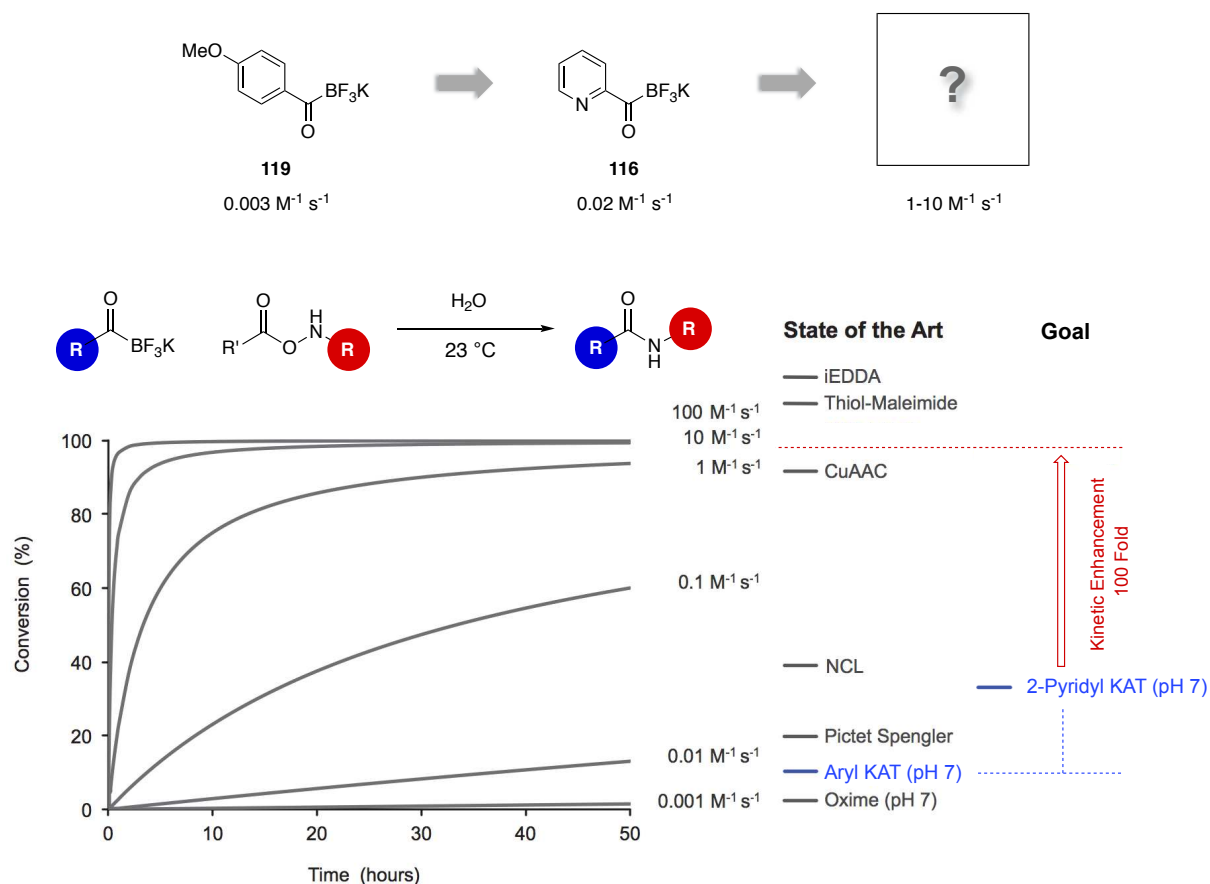 MeO
BF3K
O
119
0.003 M-1 s-1
N
BF3K
O
116
0.02 M-1 s-1
?
1-10 M-1 s-1
O
R
BF3K
O
R'
O
H
N
R
H2O
23 °C
O
R
N
H
R
State of the Art
Goal
iEDDA
Thiol-Maleimide
CuAAC
NCL
Pictet Spengler
Aryl KAT (pH 7)
Oxime (pH 7)
2-Pyridyl KAT (pH 7)
Kinetic Enhancement
100 Fold
100 M-1 s-1
10 M-1 s-1
1 M-1 s-1
0.1 M-1 s-1
0.01 M-1 s-1
0.001 M-1 s-1
Conversion (%)
100
80
60
40
20
0
0 10 20 30 40 50
Time (hours)